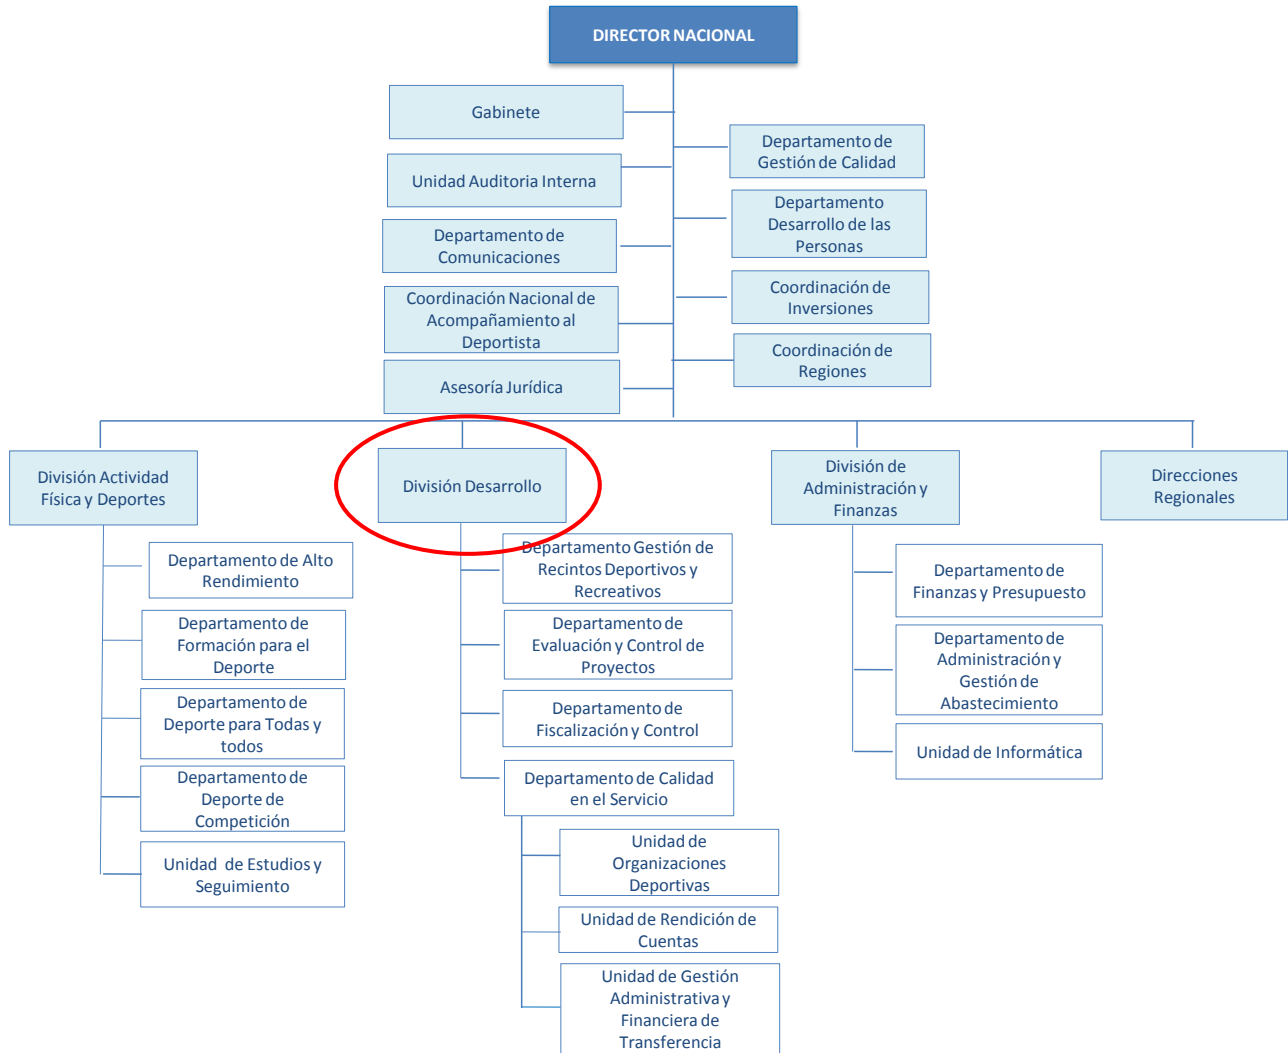 DIRECTOR NACIONAL
Gabinete
Departamento de
Gestión de Calidad
Unidad Auditoria Interna
Departamento
Desarrollo de las
Personas
Departamento de
Comunicaciones
Coordinación de
Inversiones
Coordinación Nacional de
Acompañamiento al
Deportista
Coordinación de
Regiones
Asesoría Jurídica
División Actividad
Física y Deportes
División Desarrollo
División de
Administración y
Finanzas
Direcciones
Regionales
Departamento de Alto
Rendimiento
Departamento de
Formación para el
Deporte
Departamento de
Deporte para Todas y
todos
Departamento de
Deporte de
Competición
Unidad de Estudios y
Seguimiento
Departamento Gestión de
Recintos Deportivos y
Recreativos
Departamento de
Evaluación y Control de
Proyectos
Departamento de
Fiscalización y Control
Departamento de Calidad
en el Servicio
Unidad de
Organizaciones
Deportivas
Unidad de Rendición de
Cuentas
Unidad de Gestión
Administrativa y
Financiera de
Transferencia
Departamento de
Finanzas y Presupuesto
Departamento de
Administración y
Gestión de
Abastecimiento
Unidad de Informática